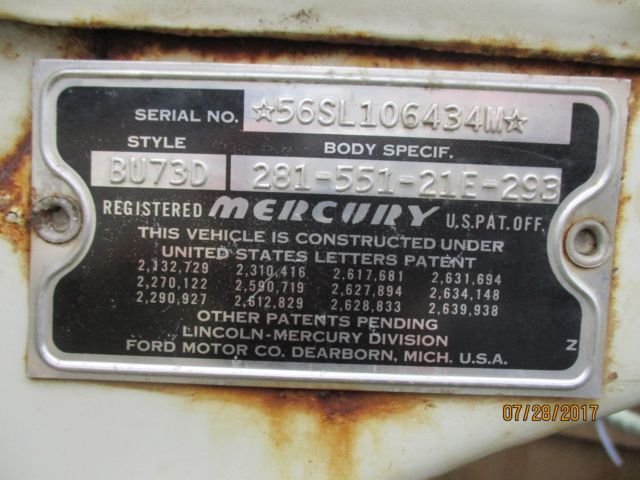 SERIAL NO. ☆56SL106434M☆
STYLE BODY SPECIF.
BU73D 281-551-21E-293
REGISTERED MERCURY U.S. PAT. OFF.
THIS VEHICLE IS CONSTRUCTED UNDER
UNITED STATES LETTERS PATENT
2,132,729 2,310,416 2,617,681 2,631,694
2,270,122 2,590,719 2,627,894 2,634,148
2,290,927 2,612,829 2,628,833 2,639,938
OTHER PATENTS PENDING
LINCOLN-MERCURY DIVISION
FORD MOTOR CO. DEARBORN, MICH. U.S.A. Z
07/28/2017